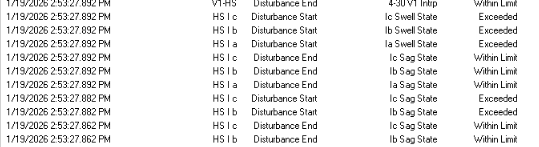 1/19/2026 2:53:27.892 PM V1-HS Disturbance End 4-30 V1 Intrp Within Limit
1/19/2026 2:53:27.892 PM HS I c Disturbance Start Ic Swell State Exceeded
1/19/2026 2:53:27.892 PM HS I b Disturbance Start Ib Swell State Exceeded
1/19/2026 2:53:27.892 PM HS I a Disturbance Start Ia Swell State Exceeded
1/19/2026 2:53:27.892 PM HS I c Disturbance End Ic Sag State Within Limit
1/19/2026 2:53:27.892 PM HS I b Disturbance End Ib Sag State Within Limit
1/19/2026 2:53:27.892 PM HS I a Disturbance End Ia Sag State Within Limit
1/19/2026 2:53:27.882 PM HS I c Disturbance Start Ic Sag State Exceeded
1/19/2026 2:53:27.882 PM HS I b Disturbance Start Ib Sag State Exceeded
1/19/2026 2:53:27.862 PM HS I c Disturbance End Ic Sag State Within Limit
1/19/2026 2:53:27.862 PM HS I b Disturbance End Ib Sag State Within Limit